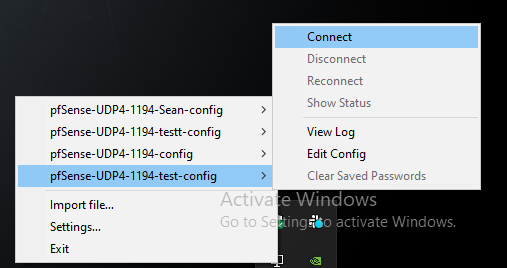 Connect
Disconnect
Reconnect
Show Status
View Log
Edit Config
Clear Saved Passwords
pfSense-UDP4-1194-Sean-config
pfSense-UDP4-1194-testt-config
pfSense-UDP4-1194-config
pfSense-UDP4-1194-test-config
Import file...
Settings...
Exit
Activate Windows
Go to Settings to activate Windows.